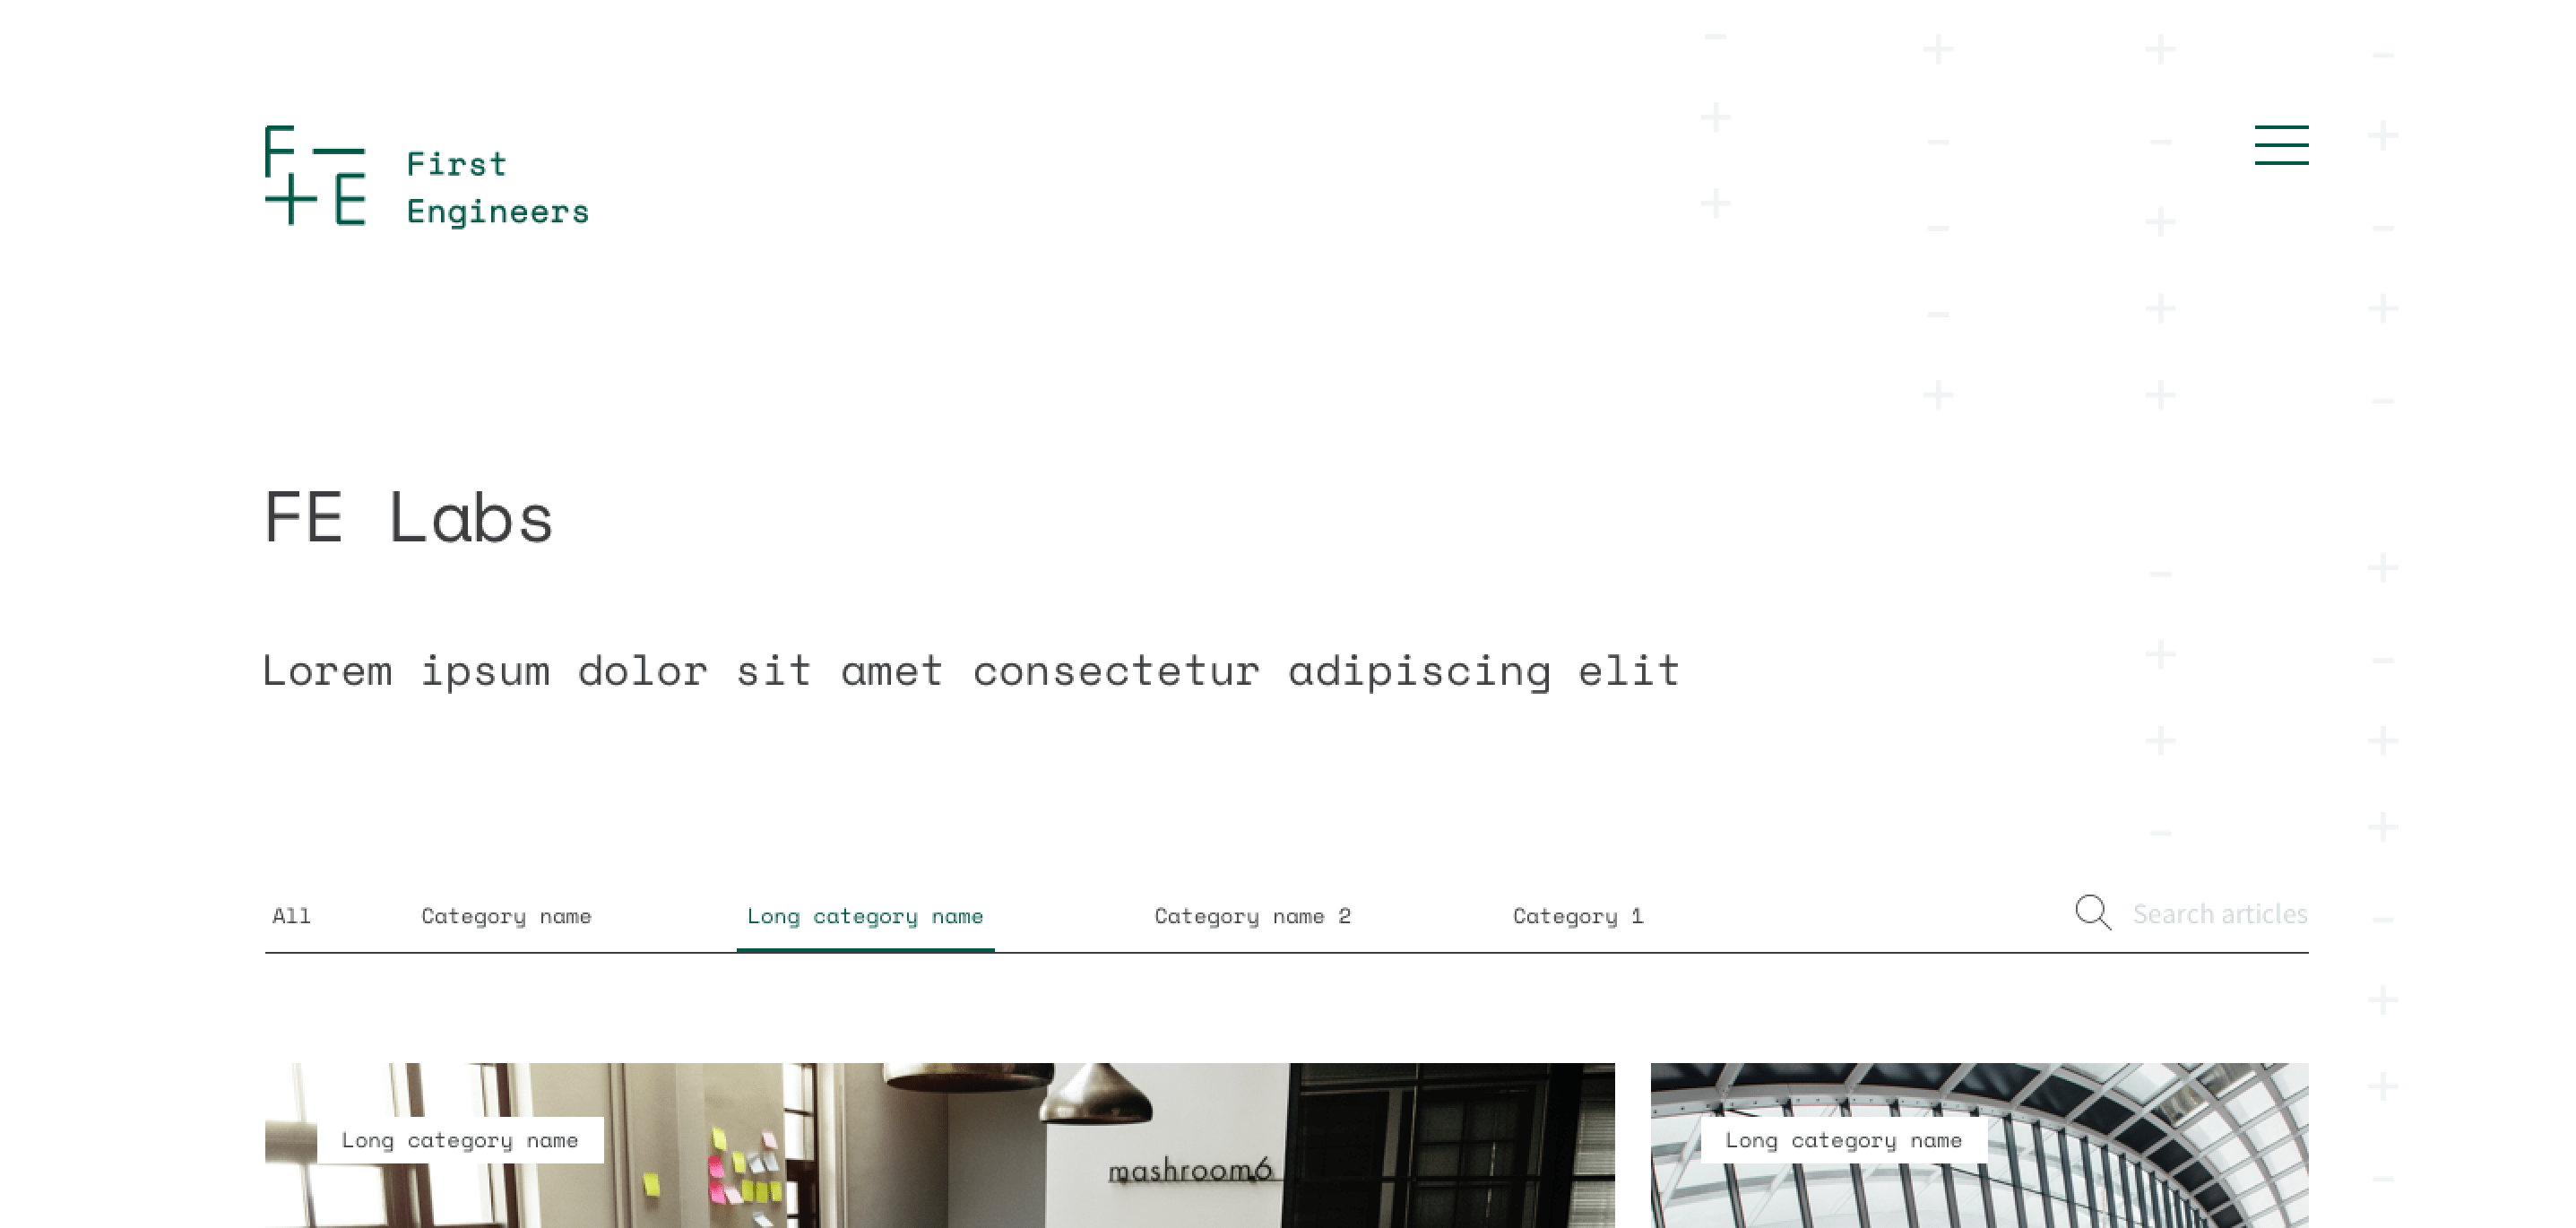 F—
+E
First
Engineers
FE Labs
Lorem ipsum dolor sit amet consectetur adipiscing elit
All Category name Long category name Category name 2 Category 1 Search articles
Long category name
mashroom6
Long category name